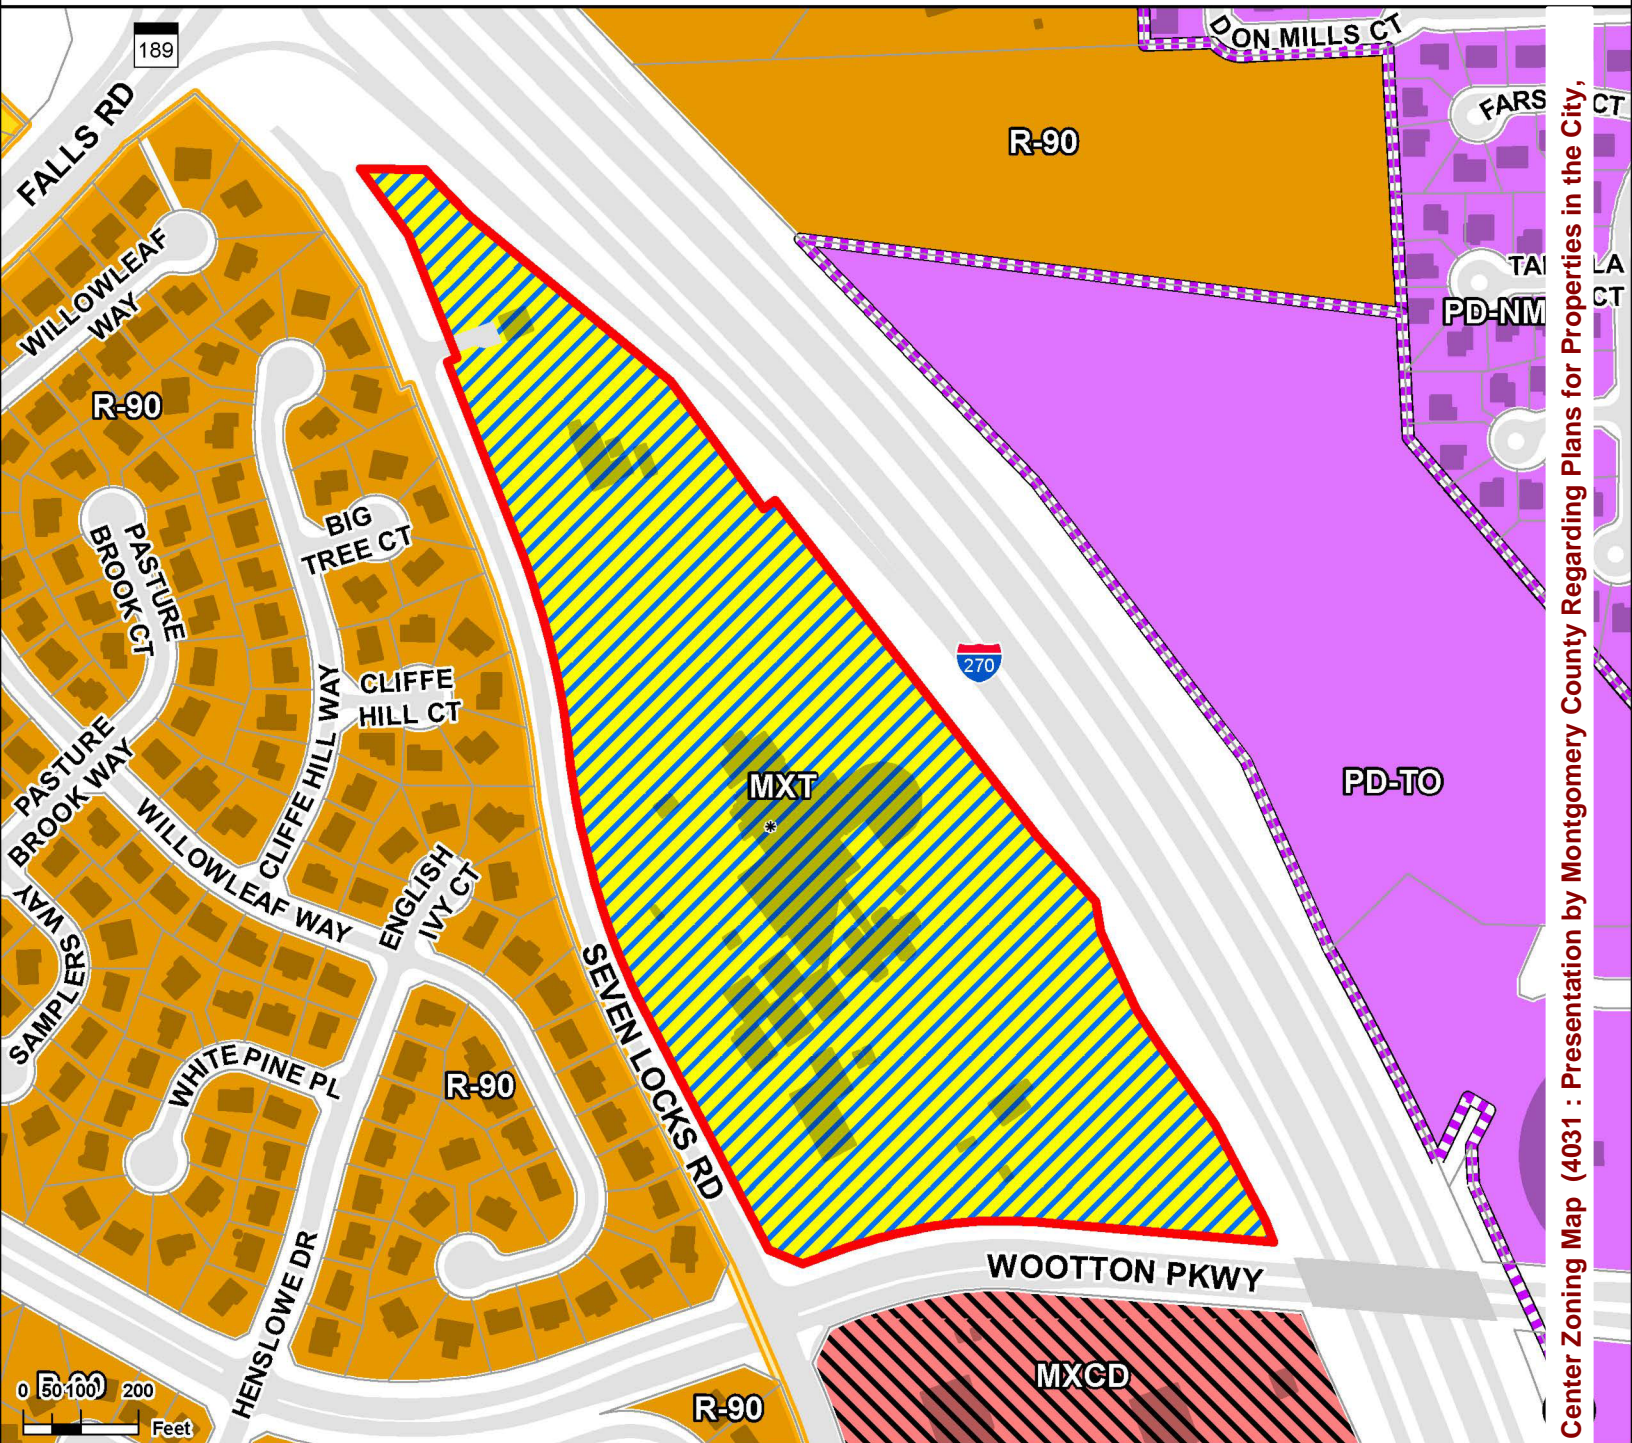 189
FALLS RD
DON MILLS CT
FARS
CT
R-90
WILLOWLEAF
WAY
LA
CT
PD-NM
R-90
BIG
TREE CT
PASTURE
BROOK CT
270
CLIFFE
HILL CT
CLIFFE HILL WAY
PASTURE
BROOK WAY
MXT
*
PD-TO
WILLOWLEAF WAY
ENGLISH
IVY CT
SAMPLERS WAY
SEVEN LOCKS RD
WHITE PINE PL
R-90
HENSLOWE DR
WOOTTON PKWY
MXCD
R-90
R-90
0 50 100 200
Feet
Center Zoning Map (4031 : Presentation by Montgomery County Regarding Plans for Properties in the City,